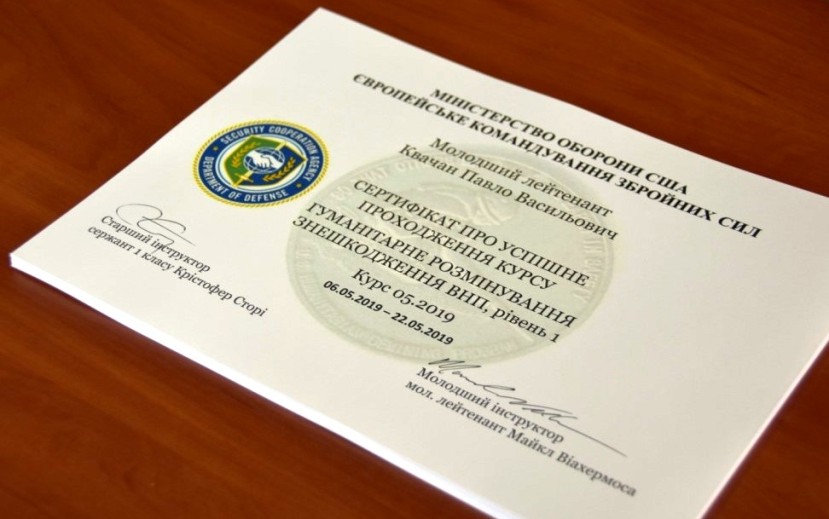 МІНІСТЕРСТВО ОБОРОНИ США
ЄВРОПЕЙСЬКЕ КОМАНДУВАННЯ ЗБРОЙНИХ СИЛ
Молодший лейтенант
Квачан Павло Васильович
СЕРТИФІКАТ ПРО УСПІШНЕ
ПРОХОДЖЕННЯ КУРСУ
ГУМАНІТАРНЕ РОЗМІНУВАННЯ
ЗНЕШКОДЖЕННЯ ВНП, рівень 1
Курс 05.2019
06.05.2019 – 22.05.2019
SECURITY COOPERATION AGENCY
DEPARTMENT OF DEFENSE
Старший інструктор
сержант 1 класу Крістофер Сторі
Молодший інструктор
мол. лейтенант Майкл Віахермоса